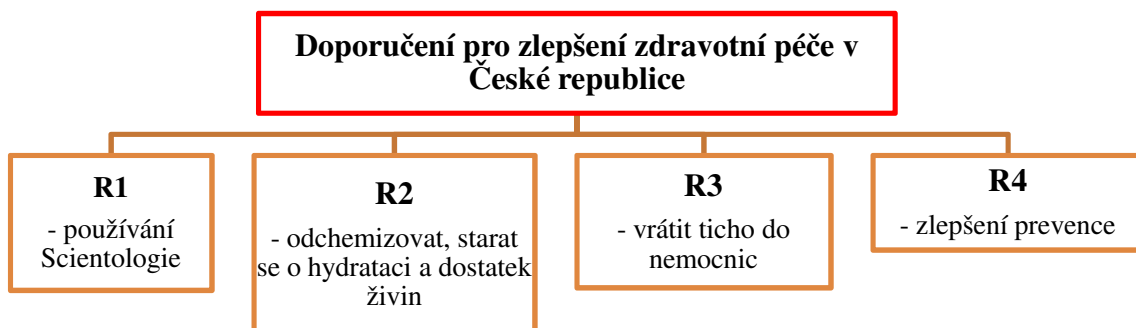 Doporučení pro zlepšení zdravotní péče v
České republice
R1
- používání
Scientologie
R2
- odchemizovat, starat
se o hydrataci a dostatek
živin
R3
- vrátit ticho do
nemocnic
R4
- zlepšení prevence